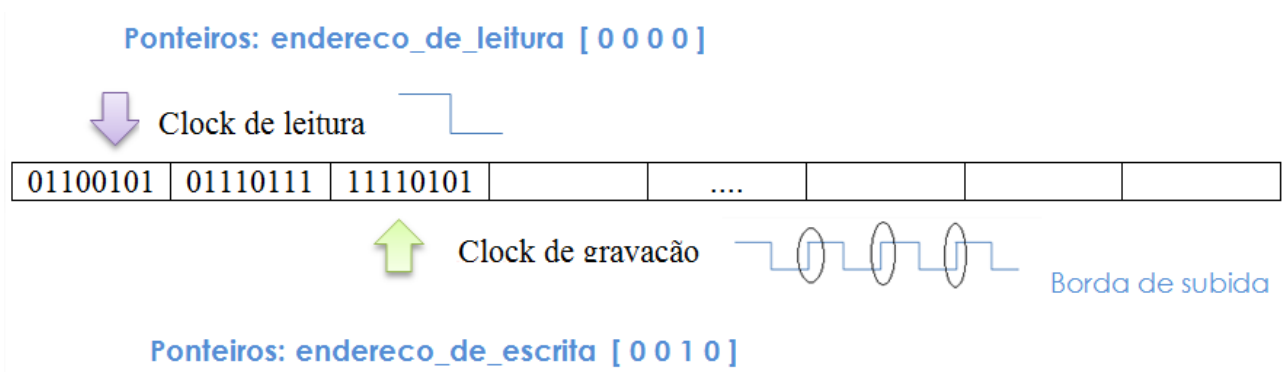 Ponteiros: endereco_de_leitura [ 0 0 0 0 ]
Clock de leitura
01100101 01110111 11110101 ....
Clock de gravacão
Borda de subida
Ponteiros: endereco_de_escrita [ 0 0 1 0 ]